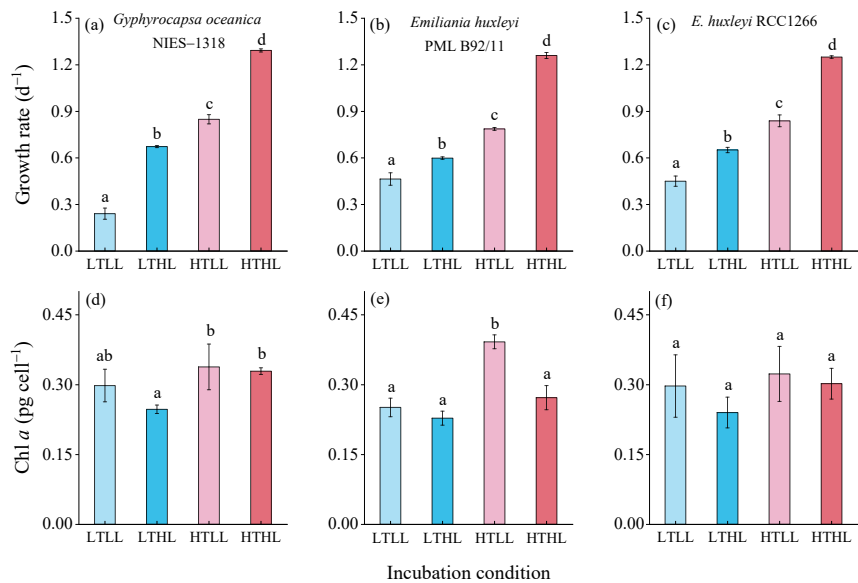 (a) Gyphyrocapsa oceanica
NIES–1318
(b) Emiliania huxleyi
PML B92/11
(c) E. huxleyi RCC1266
Growth rate (d⁻¹)
1.5
1.2
0.9
0.6
0.3
0.0
a
b
c
d
LTLL LTHL HTLL HTHL
1.5
1.2
0.9
0.6
0.3
0.0
a
b
c
d
LTLL LTHL HTLL HTHL
1.5
1.2
0.9
0.6
0.3
0.0
a
b
c
d
LTLL LTHL HTLL HTHL
Chl a (pg cell⁻¹)
(d)
0.45
0.30
0.15
0.00
ab
a
b
b
LTLL LTHL HTLL HTHL
(e)
0.45
0.30
0.15
0.00
a
a
b
a
LTLL LTHL HTLL HTHL
(f)
0.45
0.30
0.15
0.00
a
a
a
a
LTLL LTHL HTLL HTHL
Incubation condition